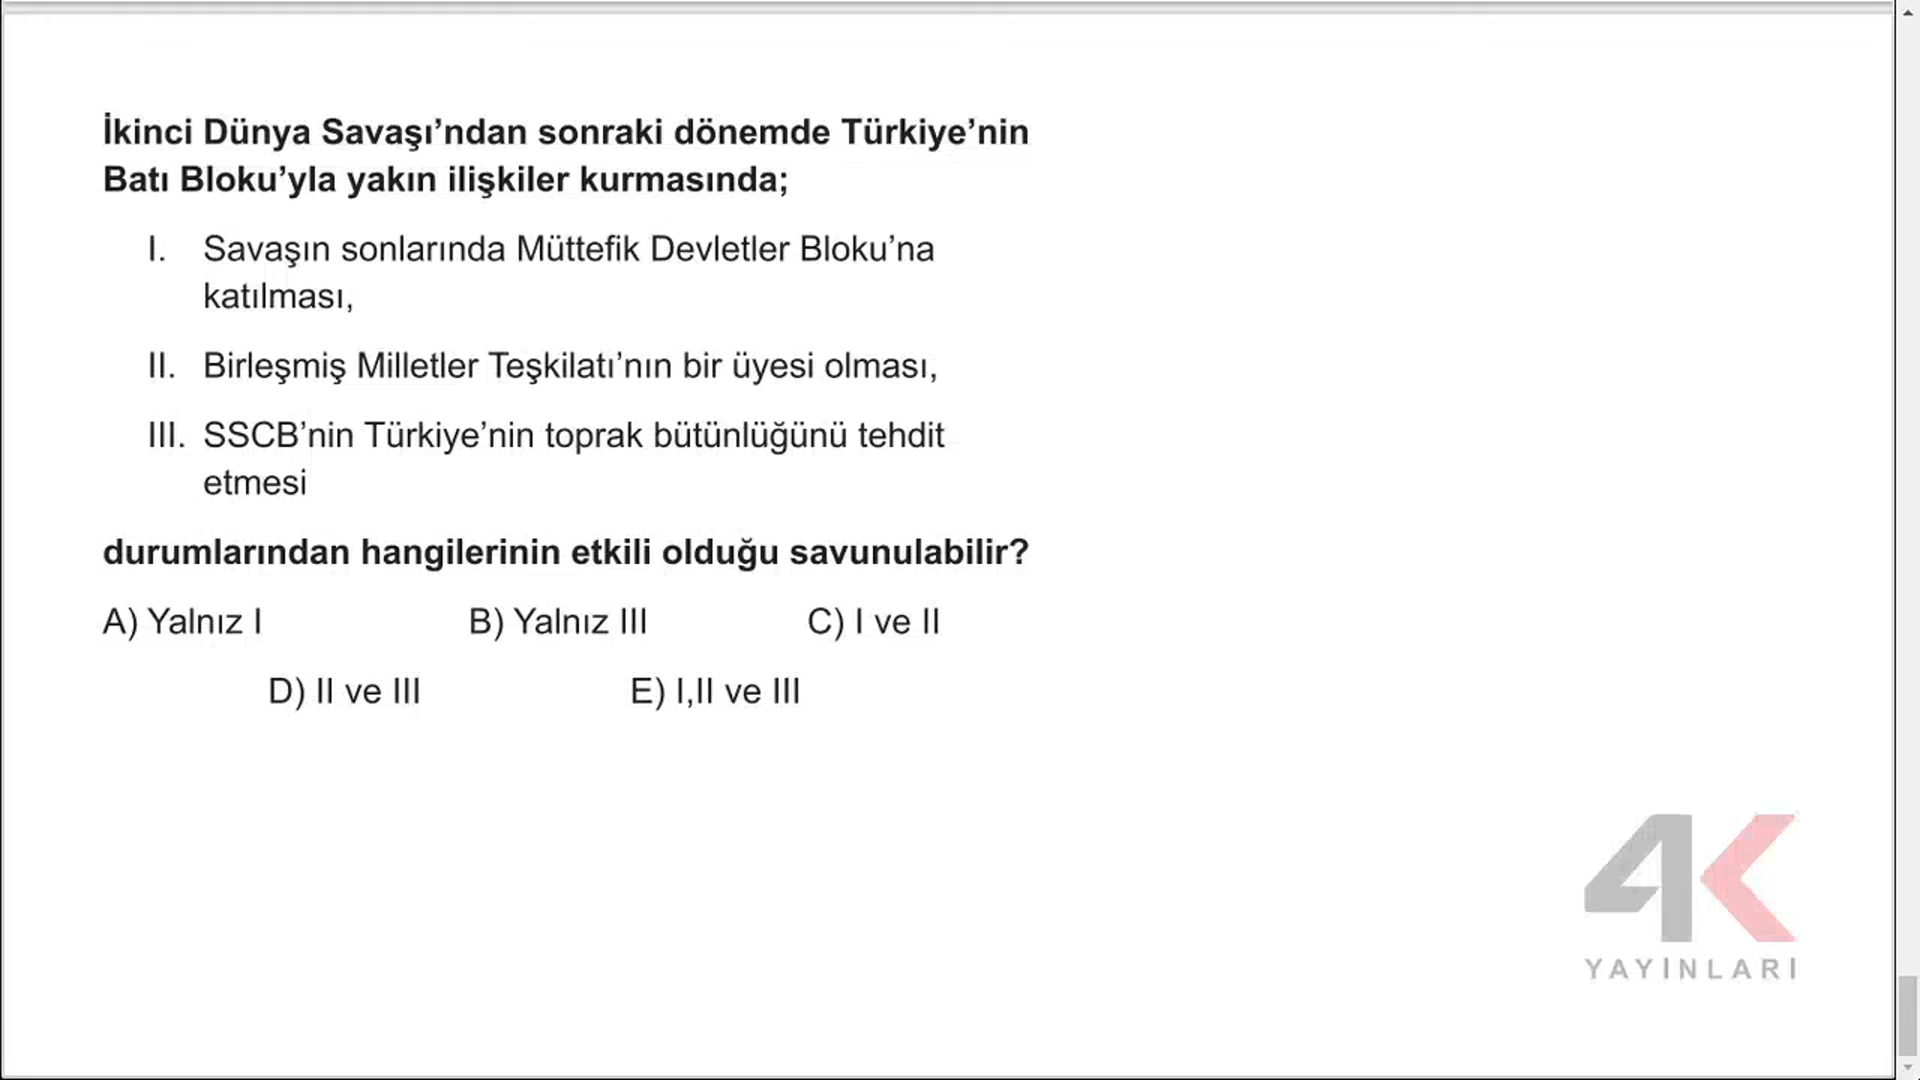 İkinci Dünya Savaşı’ndan sonraki dönemde Türkiye’nin
Batı Bloku’yla yakın ilişkiler kurmasında;
I. Savaşın sonlarında Müttefik Devletler Bloku’na
katılması,
II. Birleşmiş Milletler Teşkilatı’nın bir üyesi olması,
III. SSCB’nin Türkiye’nin toprak bütünlüğünü tehdit
etmesi
durumlarından hangilerinin etkili olduğu savunulabilir?
A) Yalnız I B) Yalnız III C) I ve II
D) II ve III E) I,II ve III
4K
YAYINLARI